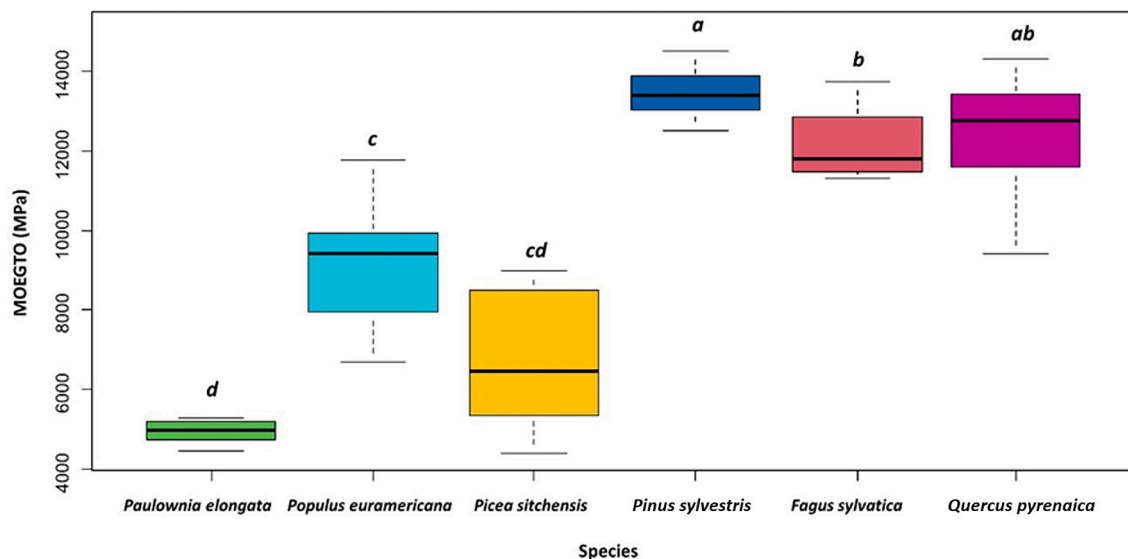 a
ab
b
c
cd
d
MOEGTO (MPa)
14000
12000
10000
8000
6000
4000
Paulownia elongata
Populus euramericana
Picea sitchensis
Pinus sylvestris
Fagus sylvatica
Quercus pyrenaica
Species